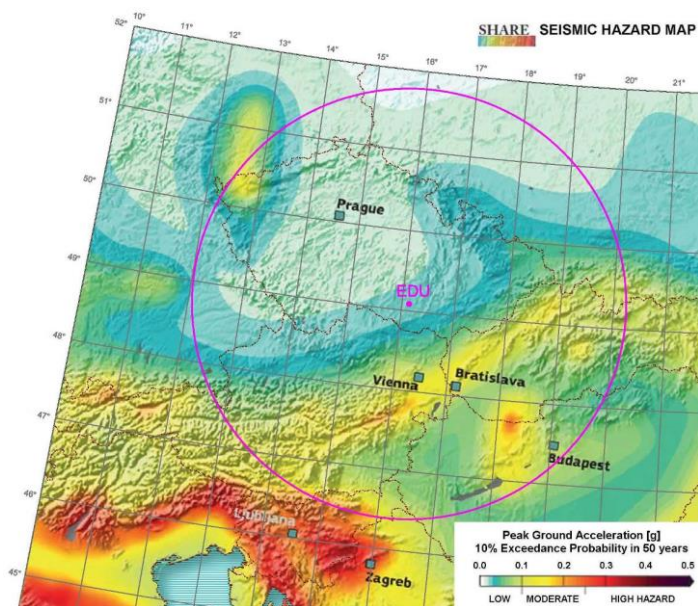 SHARE SEISMIC HAZARD MAP
10° 11° 12° 13° 14° 15° 16° 17° 18° 19° 20° 21
52°
51°
50°
49°
48°
47°
46°
45°
Prague
EDU
Vienna
Bratislava
Budapest
Ljubljana
Zagreb
Peak Ground Acceleration [g]
10% Exceedance Probability in 50 years
0.0 0.1 0.2 0.3 0.4 0.5
LOW MODERATE HIGH HAZARD